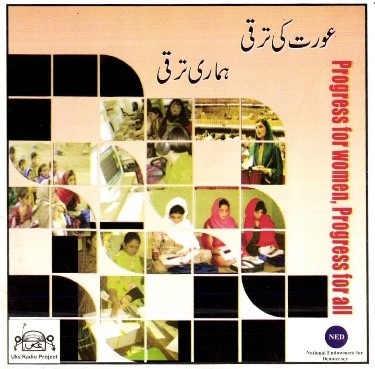 عورت کی ترقی
ہماری ترقی
Progress for women, Progress for all
Uks Radio Project
NED
National Endowment for
Democracy